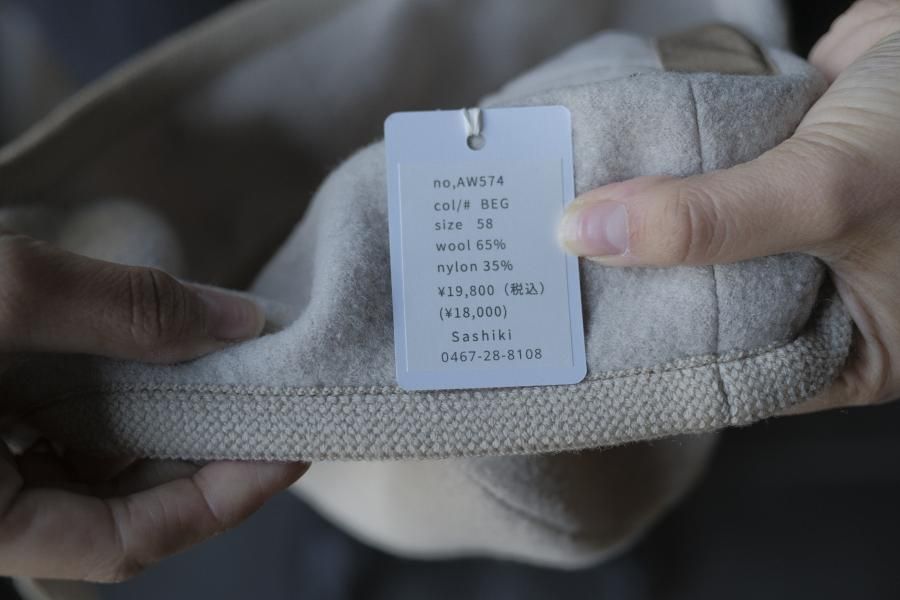 no,AW574
col/# BEG
size 58
wool 65%
nylon 35%
¥19,800（税込）
(¥18,000)
Sashiki
0467-28-8108